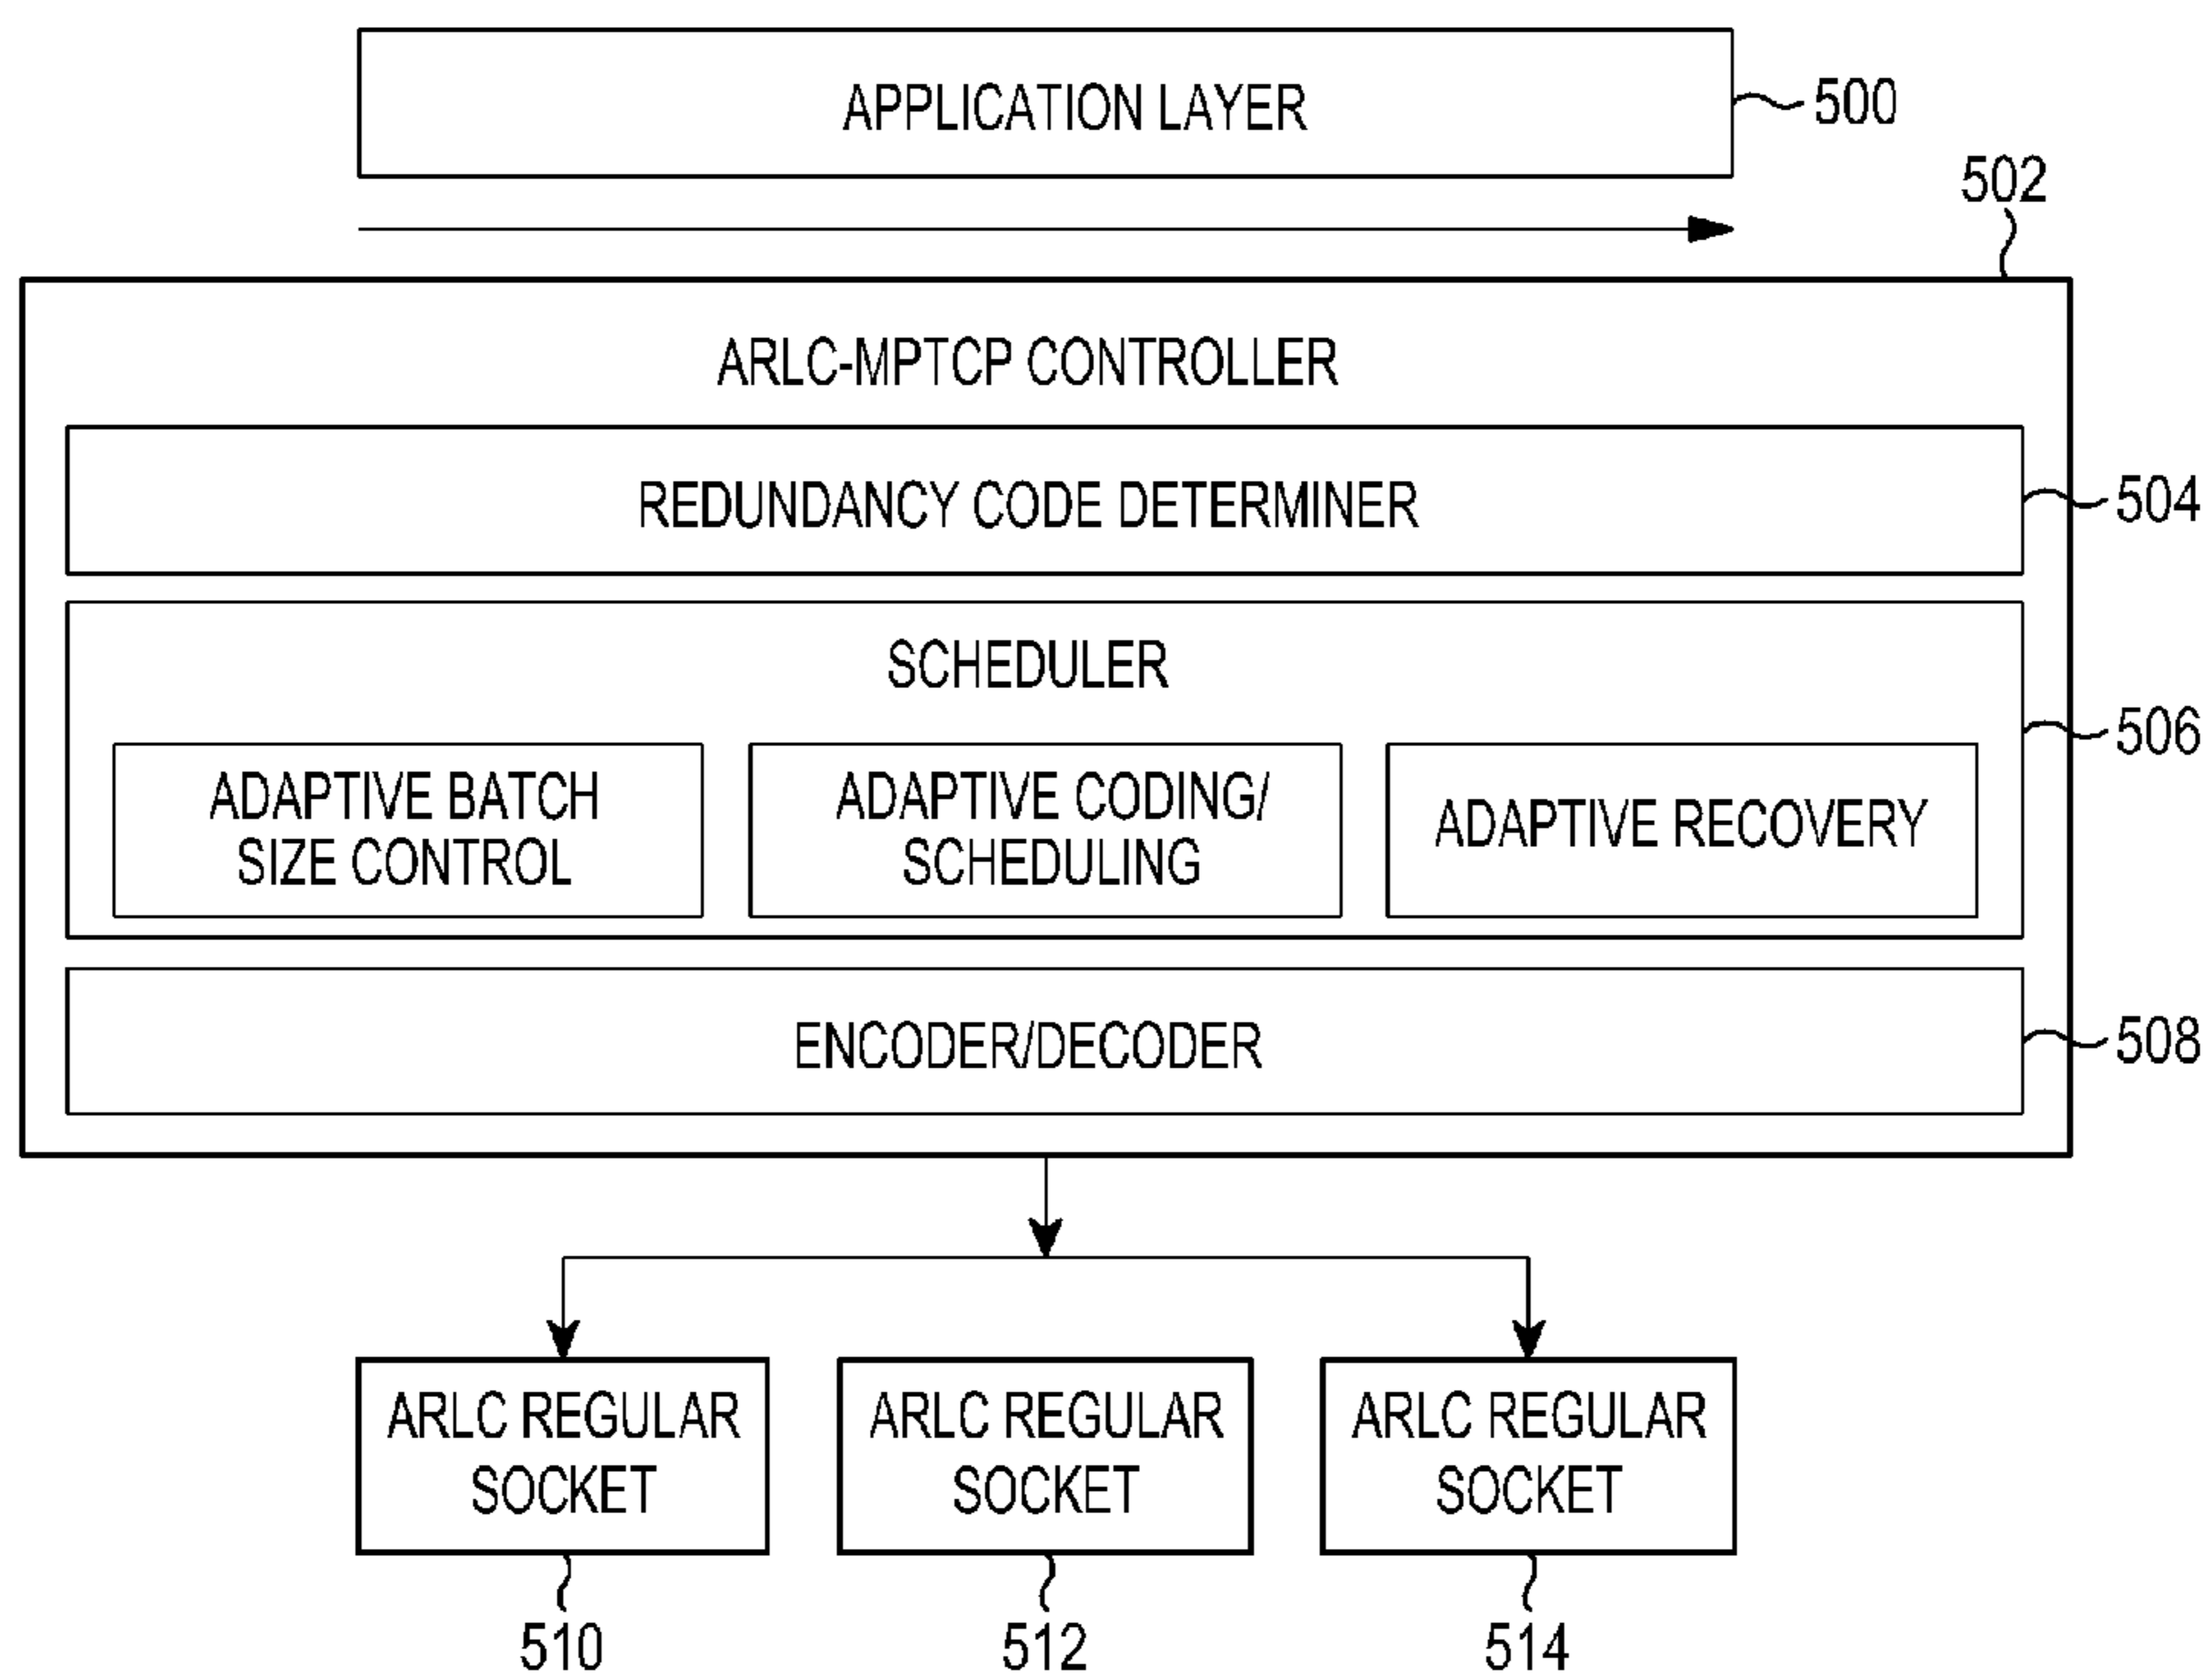 APPLICATION LAYER
500
502
ARLC-MPTCP CONTROLLER
REDUNDANCY CODE DETERMINER
504
SCHEDULER
506
ADAPTIVE BATCH
SIZE CONTROL
ADAPTIVE CODING/
SCHEDULING
ADAPTIVE RECOVERY
ENCODER/DECODER
508
ARLC REGULAR
SOCKET
ARLC REGULAR
SOCKET
ARLC REGULAR
SOCKET
510
512
514